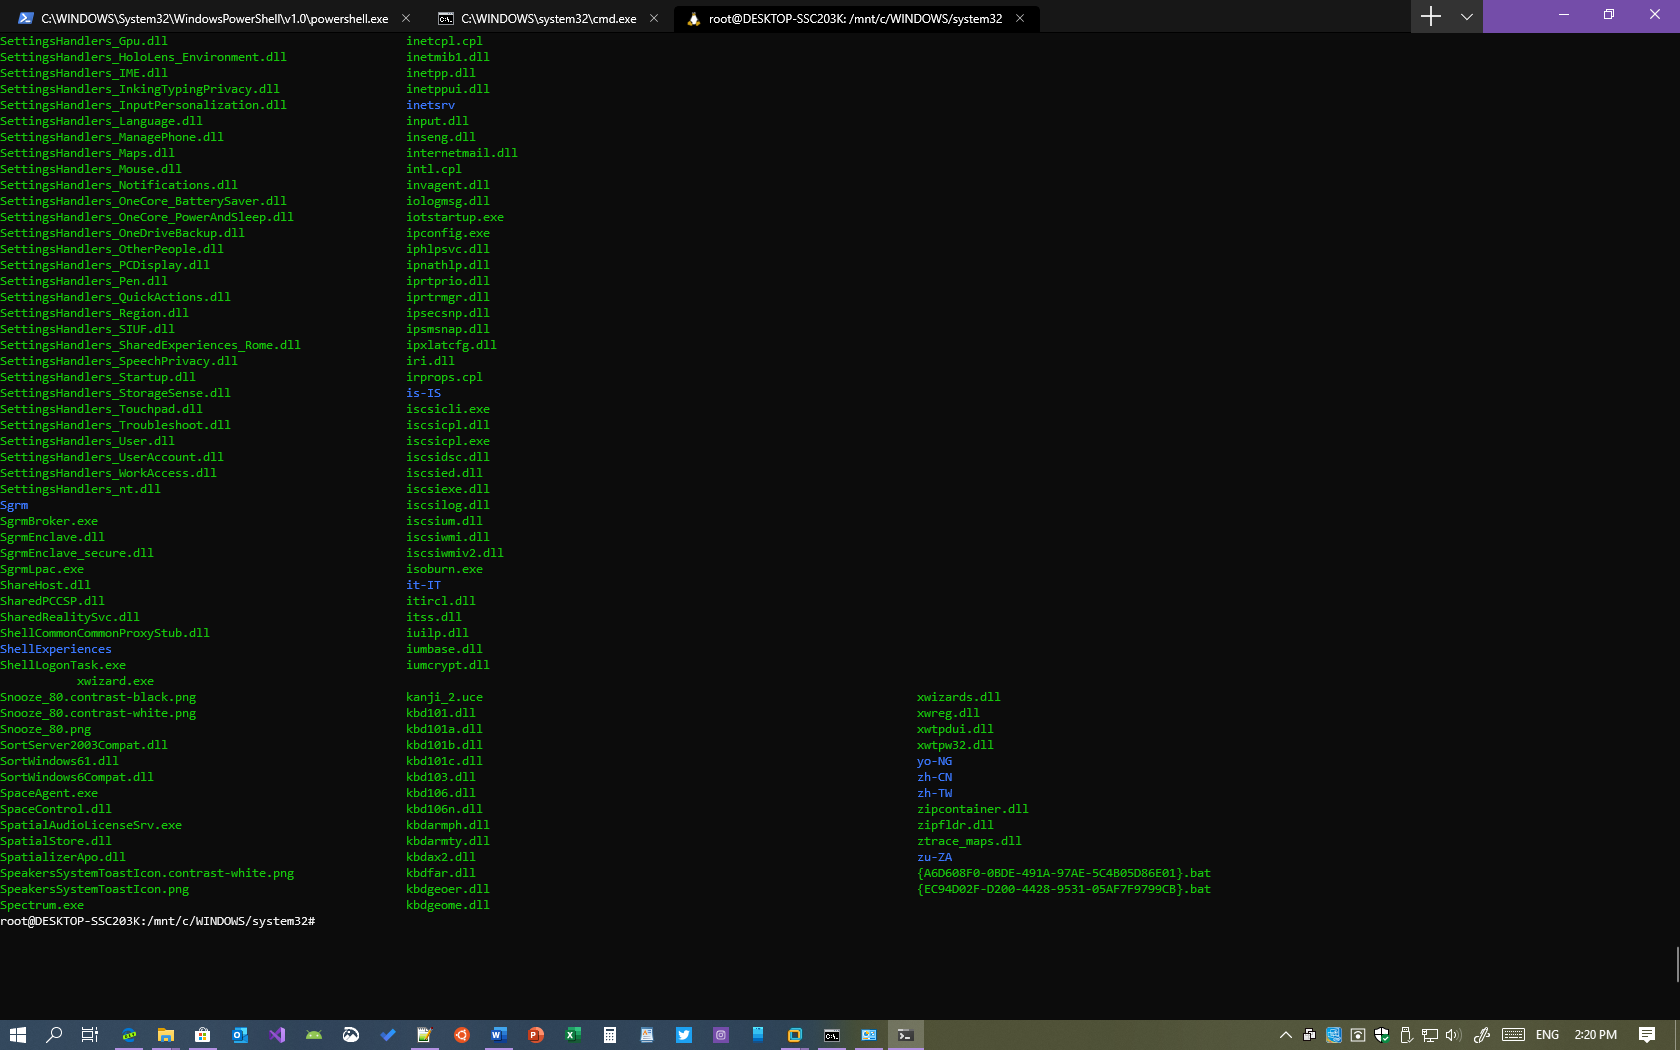 C:\WINDOWS\System32\WindowsPowerShell\v1.0\powershell.exe C:\WINDOWS\system32\cmd.exe root@DESKTOP-SSC203K: /mnt/c/WINDOWS/system32
SettingsHandlers_Gpu.dll inetcpl.cpl
SettingsHandlers_HoloLens_Environment.dll inetmib1.dll
SettingsHandlers_IME.dll inetpp.dll
SettingsHandlers_InkingTypingPrivacy.dll inetppui.dll
SettingsHandlers_InputPersonalization.dll inetsrv
SettingsHandlers_Language.dll input.dll
SettingsHandlers_ManagePhone.dll inseng.dll
SettingsHandlers_Maps.dll internetmail.dll
SettingsHandlers_Mouse.dll intl.cpl
SettingsHandlers_Notifications.dll invagent.dll
SettingsHandlers_OneCore_BatterySaver.dll iologmsg.dll
SettingsHandlers_OneCore_PowerAndSleep.dll iotstartup.exe
SettingsHandlers_OneDriveBackup.dll ipconfig.exe
SettingsHandlers_OtherPeople.dll iphlpsvc.dll
SettingsHandlers_PCDisplay.dll ipnathlp.dll
SettingsHandlers_Pen.dll iprtprio.dll
SettingsHandlers_QuickActions.dll iprtrmgr.dll
SettingsHandlers_Region.dll ipsecsnp.dll
SettingsHandlers_SIUF.dll ipsmsnap.dll
SettingsHandlers_SharedExperiences_Rome.dll ipxlatcfg.dll
SettingsHandlers_SpeechPrivacy.dll iri.dll
SettingsHandlers_Startup.dll irprops.cpl
SettingsHandlers_StorageSense.dll is-IS
SettingsHandlers_Touchpad.dll iscsicli.exe
SettingsHandlers_Troubleshoot.dll iscsicpl.dll
SettingsHandlers_User.dll iscsicpl.exe
SettingsHandlers_UserAccount.dll iscsidsc.dll
SettingsHandlers_WorkAccess.dll iscsied.dll
SettingsHandlers_nt.dll iscsiexe.dll
Sgrm iscsilog.dll
SgrmBroker.exe iscsium.dll
SgrmEnclave.dll iscsiwmi.dll
SgrmEnclave_secure.dll iscsiwmiv2.dll
SgrmLpac.exe isoburn.exe
ShareHost.dll it-IT
SharedPCCSP.dll itircl.dll
SharedRealitySvc.dll itss.dll
ShellCommonCommonProxyStub.dll iuilp.dll
ShellExperiences iumbase.dll
ShellLogonTask.exe iumcrypt.dll
xwizard.exe
Snooze_80.contrast-black.png kanji_2.uce xwizards.dll
Snooze_80.contrast-white.png kbd101.dll xwreg.dll
Snooze_80.png kbd101a.dll xwtpdui.dll
SortServer2003Compat.dll kbd101b.dll xwtpw32.dll
SortWindows61.dll kbd101c.dll yo-NG
SortWindows6Compat.dll kbd103.dll zh-CN
SpaceAgent.exe kbd106.dll zh-TW
SpaceControl.dll kbd106n.dll zipcontainer.dll
SpatialAudioLicenseSrv.exe kbdarmph.dll zipfldr.dll
SpatialStore.dll kbdarmty.dll ztrace_maps.dll
SpatializerApo.dll kbdax2.dll zu-ZA
SpeakersSystemToastIcon.contrast-white.png kbdfar.dll {A6D608F0-0BDE-491A-97AE-5C4B05D86E01}.bat
SpeakersSystemToastIcon.png kbdgeoer.dll {EC94D02F-D200-4428-9531-05AF7F9799CB}.bat
Spectrum.exe kbdgeome.dll
root@DESKTOP-SSC203K:/mnt/c/WINDOWS/system32#
ENG 2:20 PM